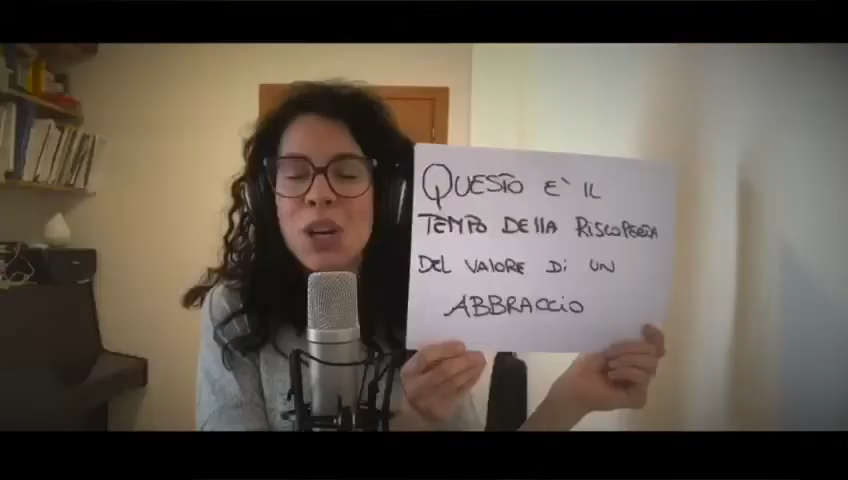 QUESTO E' IL
TEMPO DELLA RISCOPERTA
DEL VALORE DI UN
ABBRACCIO